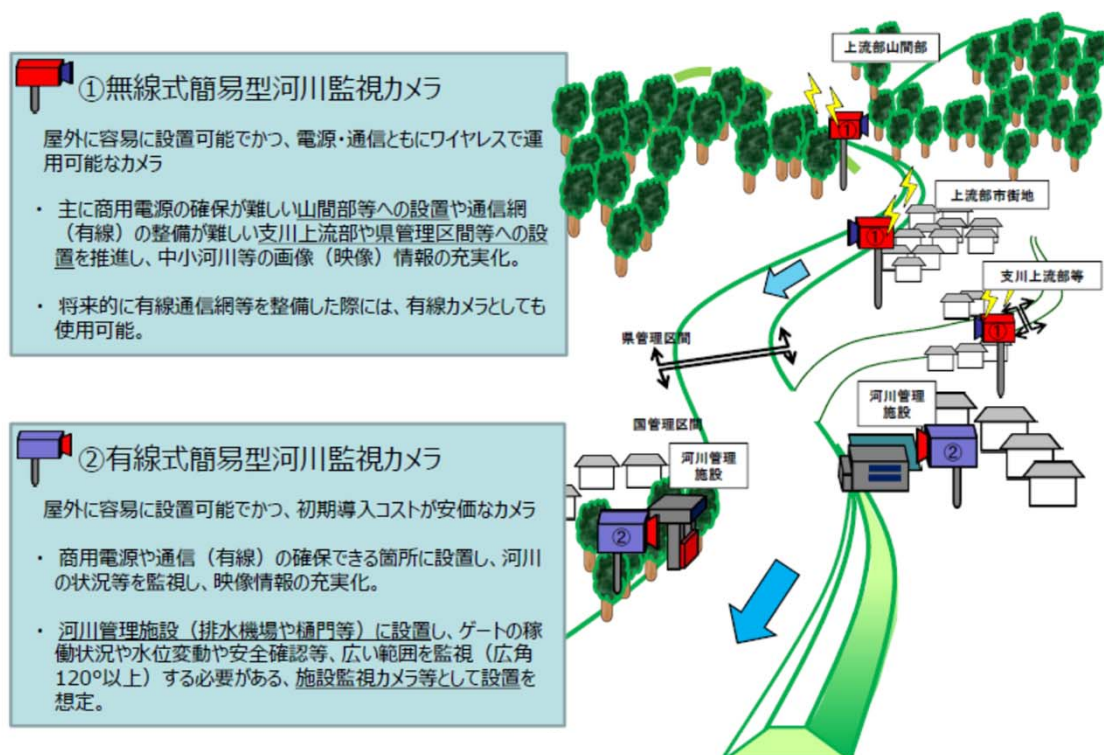 ①無線式簡易型河川監視カメラ
屋外に容易に設置可能でかつ、電源・通信ともにワイヤレスで運
用可能なカメラ
・ 主に商用電源の確保が難しい山間部等への設置や通信網
（有線）の整備が難しい支川上流部や県管理区間等への設
置を推進し、中小河川等の画像（映像）情報の充実化。
・ 将来的に有線通信網等を整備した際には、有線カメラとしても
使用可能。
②有線式簡易型河川監視カメラ
屋外に容易に設置可能でかつ、初期導入コストが安価なカメラ
・ 商用電源や通信（有線）の確保できる箇所に設置し、河川
の状況等を監視し、映像情報の充実化。
・ 河川管理施設（排水機場や樋門等）に設置し、ゲートの稼
働状況や水位変動や安全確認等、広い範囲を監視（広角
120°以上）する必要がある、施設監視カメラ等として設置を
想定。
上流部山間部
①
上流部市街地
①
支川上流部等
①
県管理区間
国管理区間
河川管理
施設
②
河川管理
施設
②